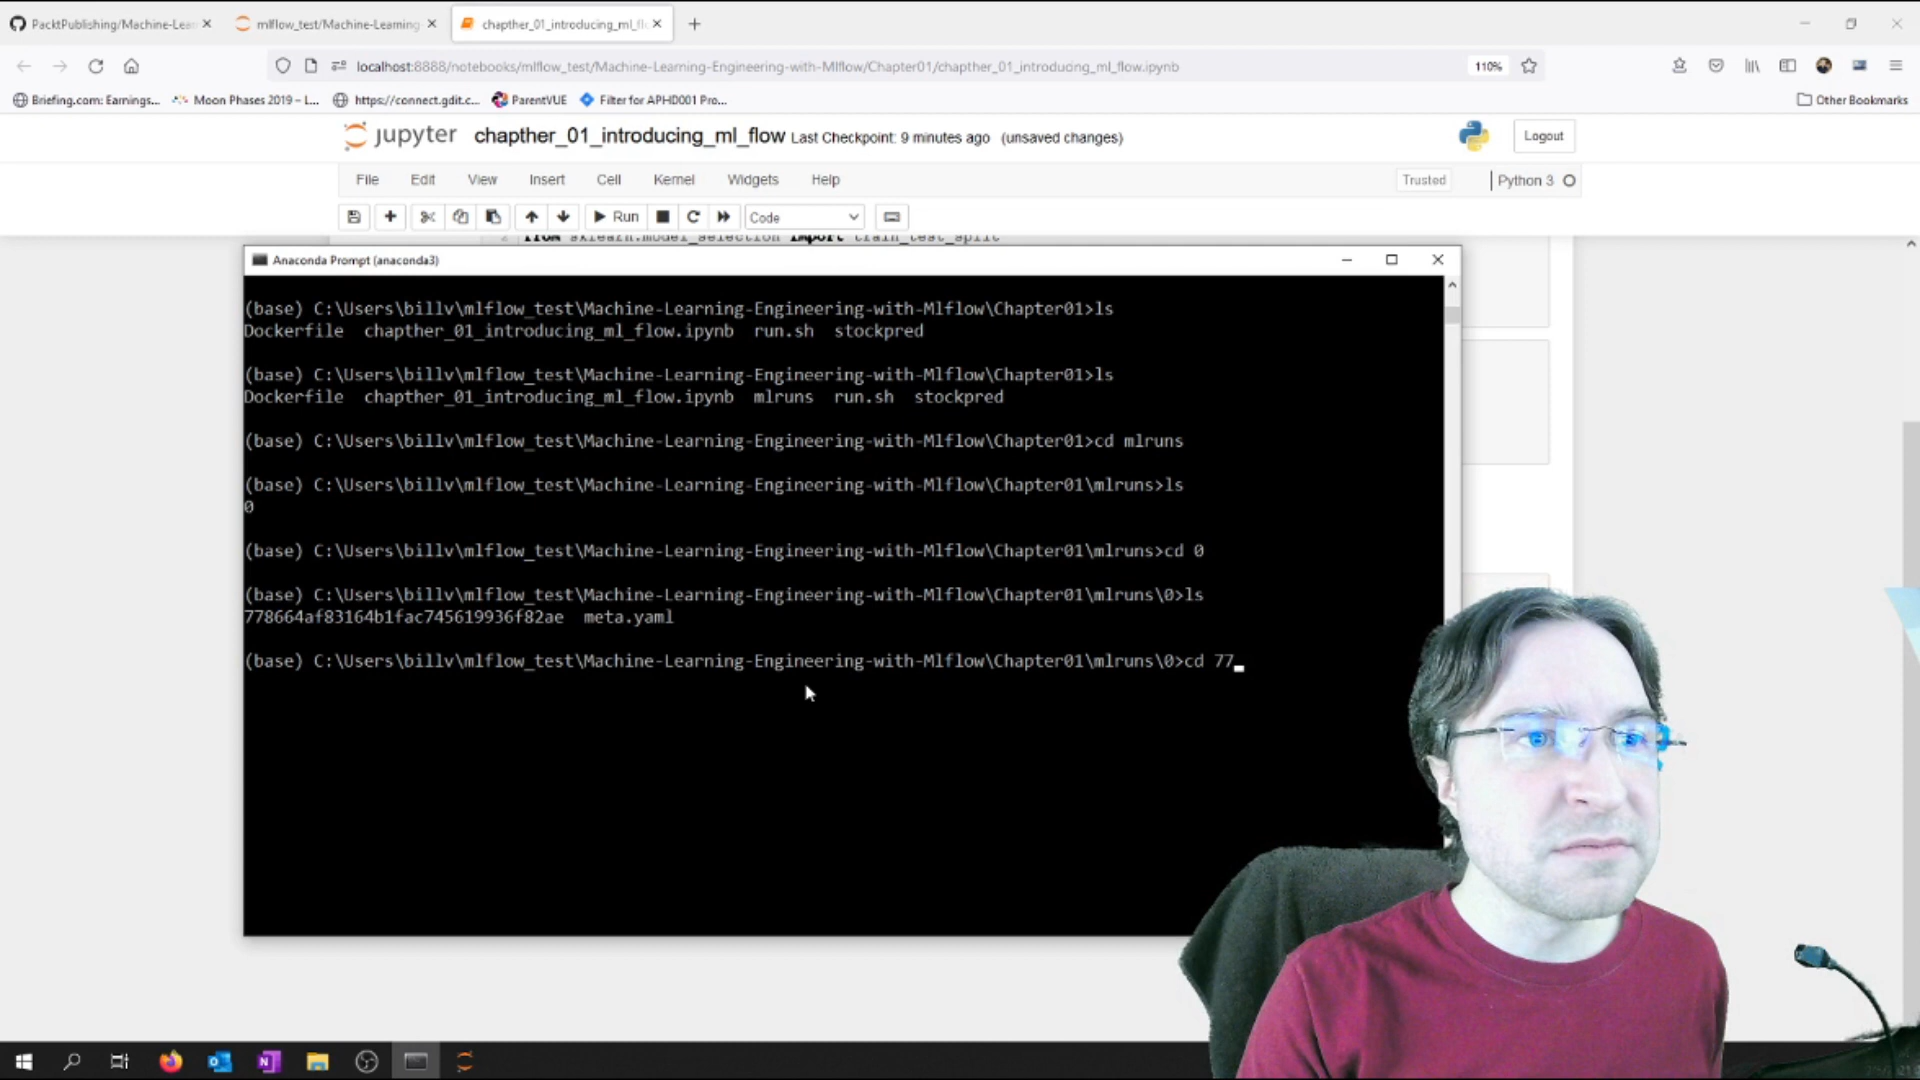 PacktPublishing/Machine-Lear
mlflow_test/Machine-Learning
chapther_01_introducing_ml_fl
localhost:8888/notebooks/mlflow_test/Machine-Learning-Engineering-with-Mlflow/Chapter01/chapther_01_introducing_ml_flow.ipynb
110%
Briefing.com: Earnings...
Moon Phases 2019 – L...
https://connect.gdit.c...
ParentVUE
Filter for APHD001 Pro...
Other Bookmarks
jupyter chapther_01_introducing_ml_flow Last Checkpoint: 9 minutes ago (unsaved changes)
Logout
File Edit View Insert Cell Kernel Widgets Help
Trusted
Python 3
Run
Code
2 from sklearn.model_selection import train_test_split
Anaconda Prompt (anaconda3)
(base) C:\Users\billv\mlflow_test\Machine-Learning-Engineering-with-Mlflow\Chapter01>ls
Dockerfile chapther_01_introducing_ml_flow.ipynb run.sh stockpred
(base) C:\Users\billv\mlflow_test\Machine-Learning-Engineering-with-Mlflow\Chapter01>ls
Dockerfile chapther_01_introducing_ml_flow.ipynb mlruns run.sh stockpred
(base) C:\Users\billv\mlflow_test\Machine-Learning-Engineering-with-Mlflow\Chapter01>cd mlruns
(base) C:\Users\billv\mlflow_test\Machine-Learning-Engineering-with-Mlflow\Chapter01\mlruns>ls
0
(base) C:\Users\billv\mlflow_test\Machine-Learning-Engineering-with-Mlflow\Chapter01\mlruns>cd 0
(base) C:\Users\billv\mlflow_test\Machine-Learning-Engineering-with-Mlflow\Chapter01\mlruns\0>ls
778664af83164b1fac745619936f82ae meta.yaml
(base) C:\Users\billv\mlflow_test\Machine-Learning-Engineering-with-Mlflow\Chapter01\mlruns\0>cd 77